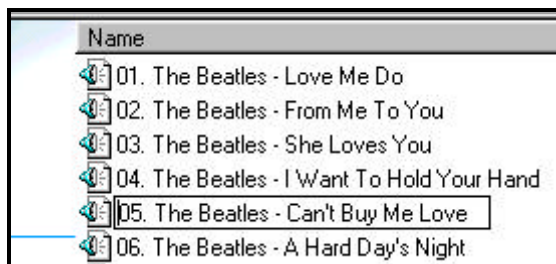 Name
01. The Beatles - Love Me Do
02. The Beatles - From Me To You
03. The Beatles - She Loves You
04. The Beatles - I Want To Hold Your Hand
05. The Beatles - Can't Buy Me Love
06. The Beatles - A Hard Day's Night